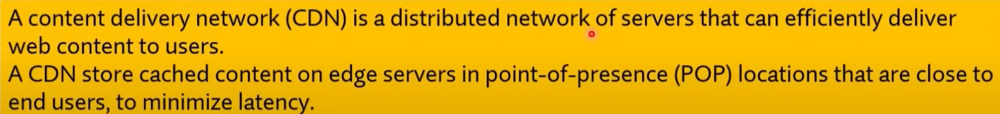 A content delivery network (CDN) is a distributed network of servers that can efficiently deliver
web content to users.
A CDN store cached content on edge servers in point-of-presence (POP) locations that are close to
end users, to minimize latency.